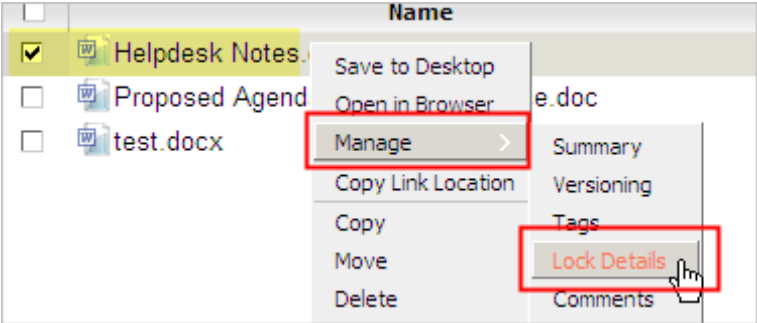 Name
Helpdesk Notes.
Proposed Agend
e.doc
test.docx
Save to Desktop
Open in Browser
Manage
Copy Link Location
Copy
Move
Delete
Summary
Versioning
Tags
Lock Details
Comments